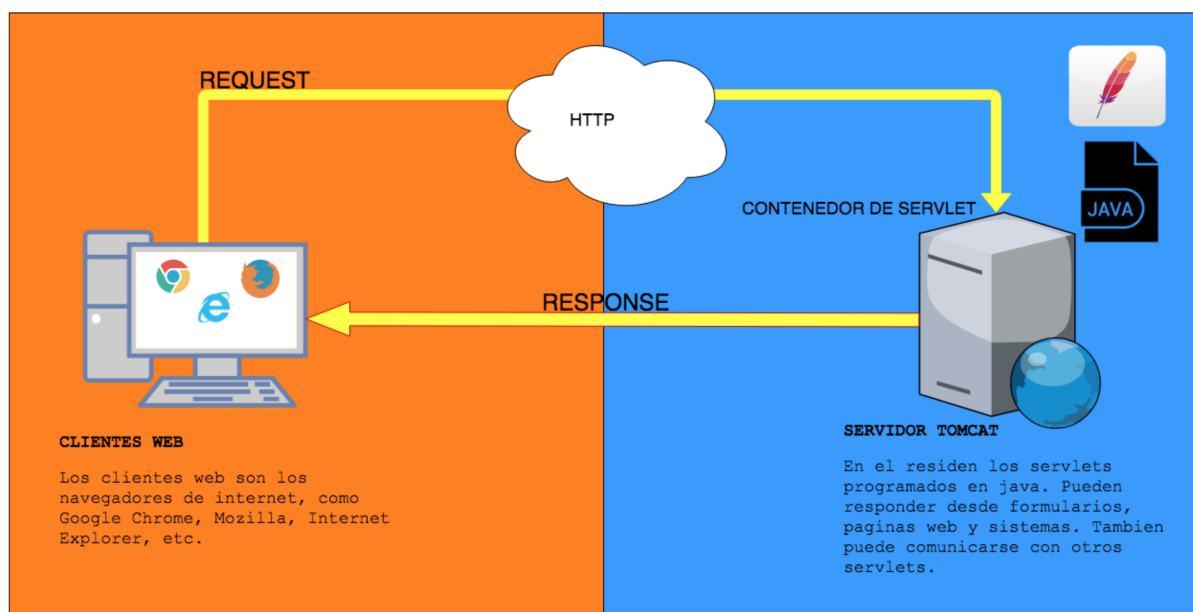 REQUEST
HTTP
CONTENEDOR DE SERVLET
JAVA
RESPONSE
CLIENTES WEB
Los clientes web son los
navegadores de internet, como
Google Chrome, Mozilla, Internet
Explorer, etc.
SERVIDOR TOMCAT
En el residen los servlets
programados en java. Pueden
responder desde formularios,
paginas web y sistemas. Tambien
puede comunicarse con otros
servlets.